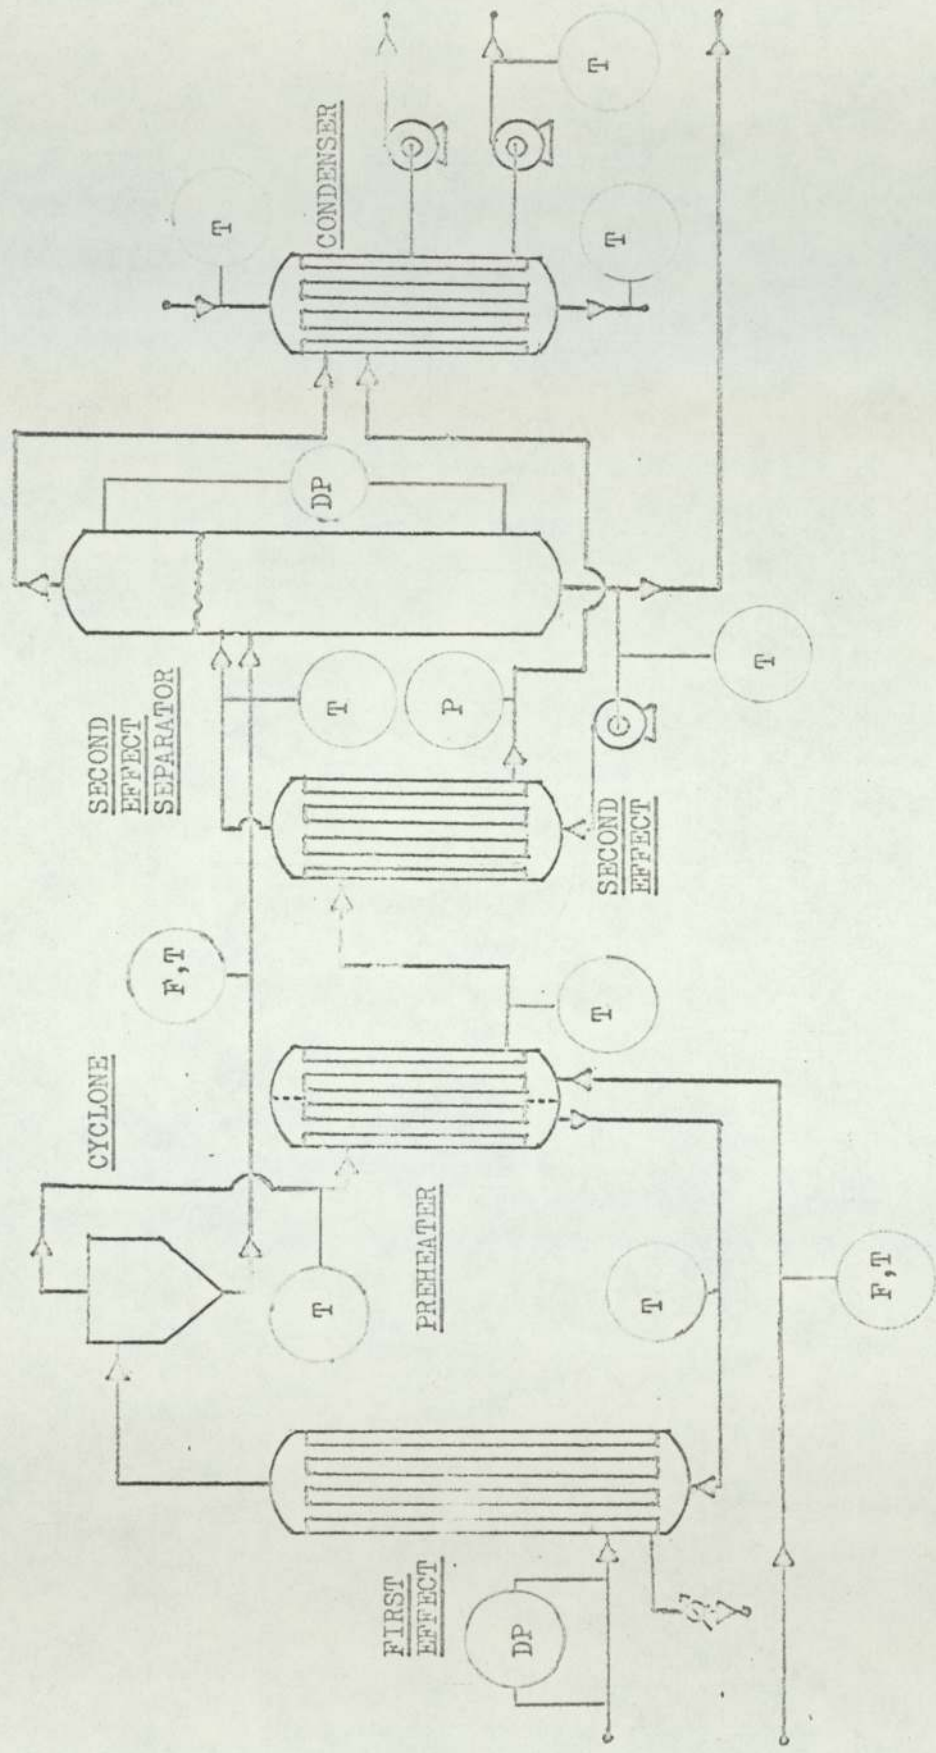 FIRST
EFFECT
DP
T
CYCLONE
PREHEATER
T
F,T
F,T
T
SECOND
EFFECT
SEPARATOR
T
P
SECOND
EFFECT
T
DP
CONDENSER
T
T
T